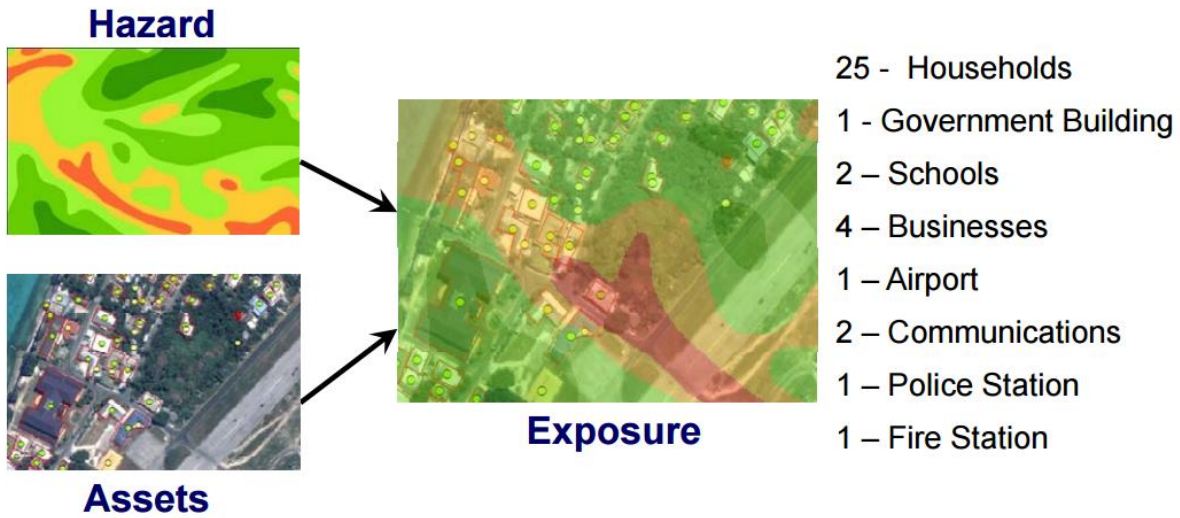 Hazard
Assets
Exposure
25 - Households
1 - Government Building
2 – Schools
4 – Businesses
1 – Airport
2 – Communications
1 – Police Station
1 – Fire Station